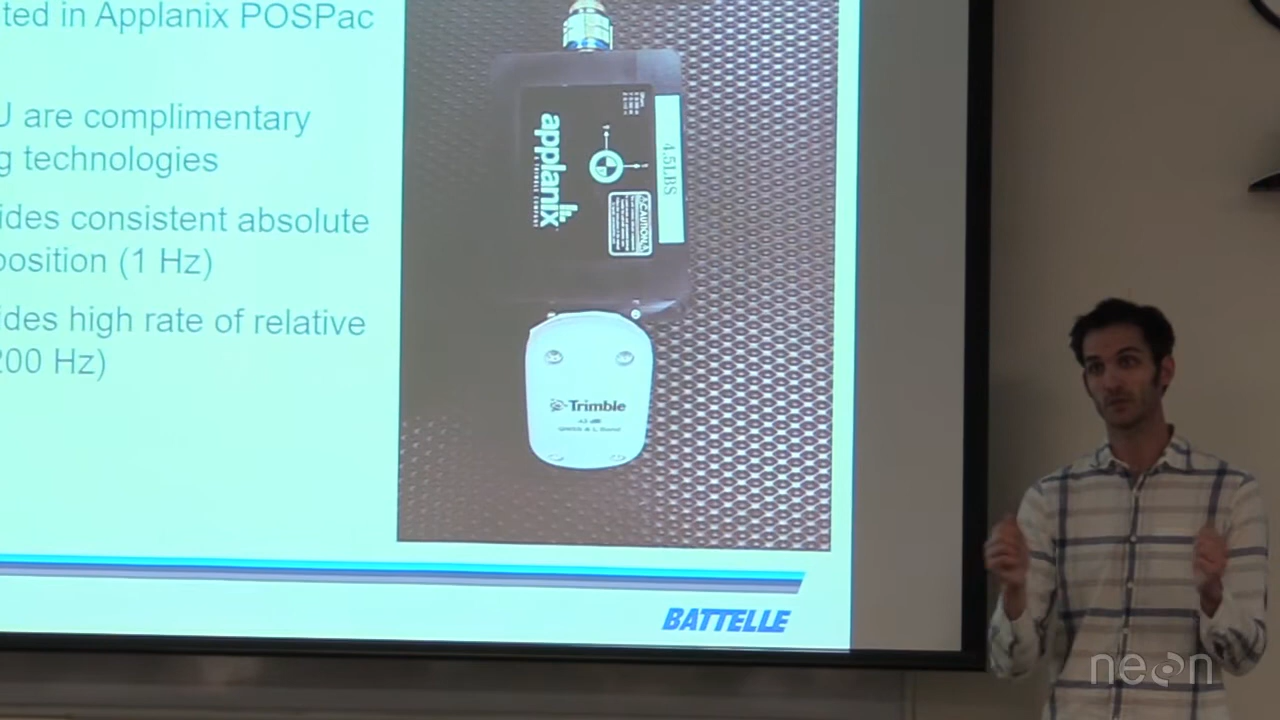 ted in Applanix POSPac
U are complimentary
g technologies
ides consistent absolute
position (1 Hz)
ides high rate of relative
200 Hz)
applanix
4.5LBS
CAUTION
Trimble
BATTELLE
neon